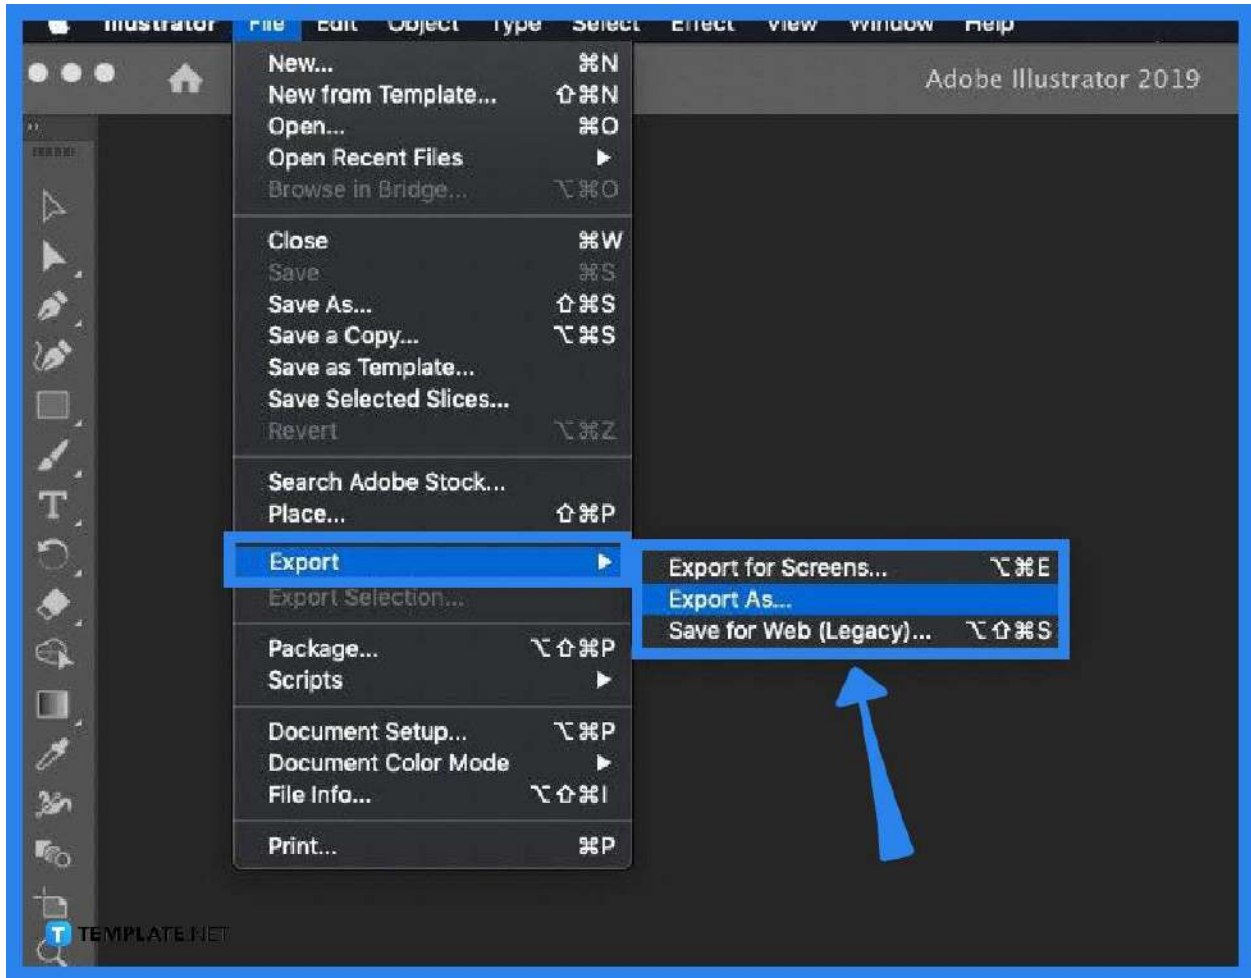 Illustrator File Edit Object Type Select Effect View Window Help
Adobe Illustrator 2019
New... ⌘N
New from Template... ⇧⌘N
Open... ⌘O
Open Recent Files ▶
Browse in Bridge... ⌥⌘O
Close ⌘W
Save ⌘S
Save As... ⇧⌘S
Save a Copy... ⌥⌘S
Save as Template...
Save Selected Slices...
Revert ⌥⌘Z
Search Adobe Stock...
Place... ⇧⌘P
Export ▶
Export Selection...
Export for Screens... ⌥⌘E
Export As...
Save for Web (Legacy)... ⌥⇧⌘S
Package... ⌥⇧⌘P
Scripts ▶
Document Setup... ⌥⌘P
Document Color Mode ▶
File Info... ⌥⇧⌘I
Print... ⌘P
T TEMPLATE.NET